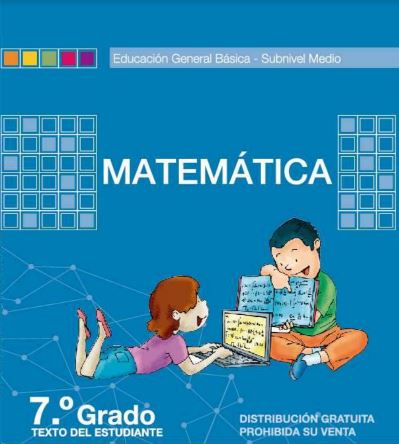 Educación General Básica - Subnivel Medio
MATEMÁTICA
7.º Grado
TEXTO DEL ESTUDIANTE
DISTRIBUCIÓN GRATUITA
PROHIBIDA SU VENTA